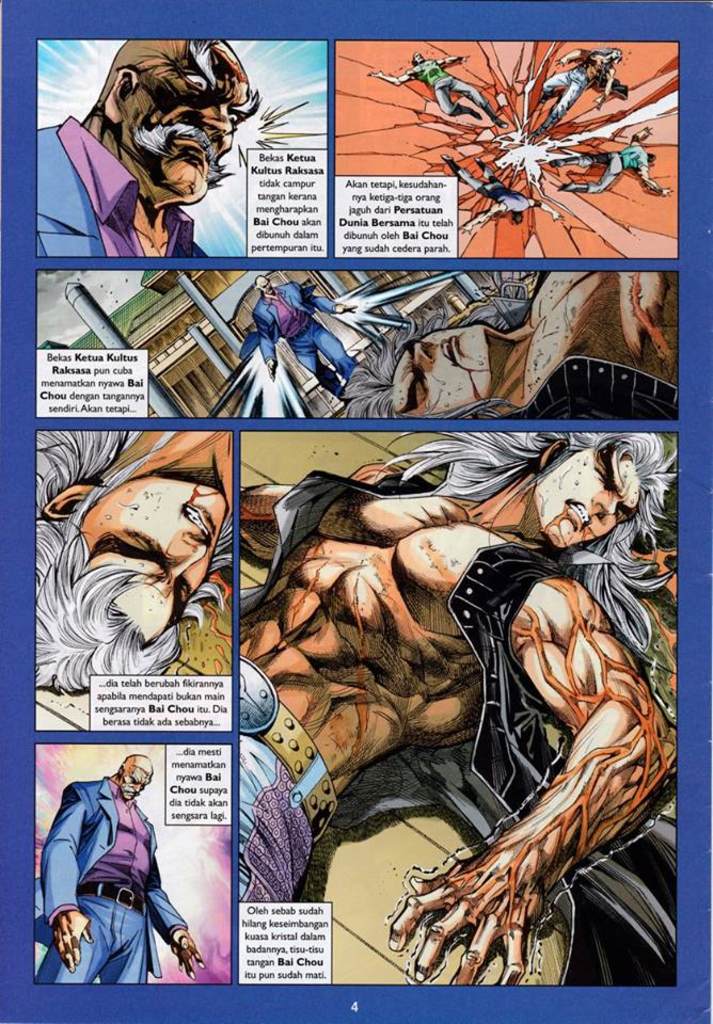 Bekas Ketua
Kultus Raksasa
tidak campur
tangan kerana
mengharapkan
Bai Chou akan
dibunuh dalam
pertempuran itu.
Akan tetapi, kesudahan-
nya ketiga-tiga orang
jaguh dari Persatuan
Dunia Bersama itu telah
dibunuh oleh Bai Chou
yang sudah cedera parah.
Bekas Ketua Kultus
Raksasa pun cuba
menamatkan nyawa Bai
Chou dengan tangannya
sendiri. Akan tetapi...
...dia telah berubah fikirannya
apabila mendapati bukan main
sengsaranya Bai Chou itu. Dia
berasa tidak ada sebabnya...
...dia mesti
menamatkan
nyawa Bai
Chou supaya
dia tidak akan
sengsara lagi.
Oleh sebab sudah
hilang keseimbangan
kuasa kristal dalam
badannya, tisu-tisu
tangan Bai Chou
itu pun sudah mati.
4